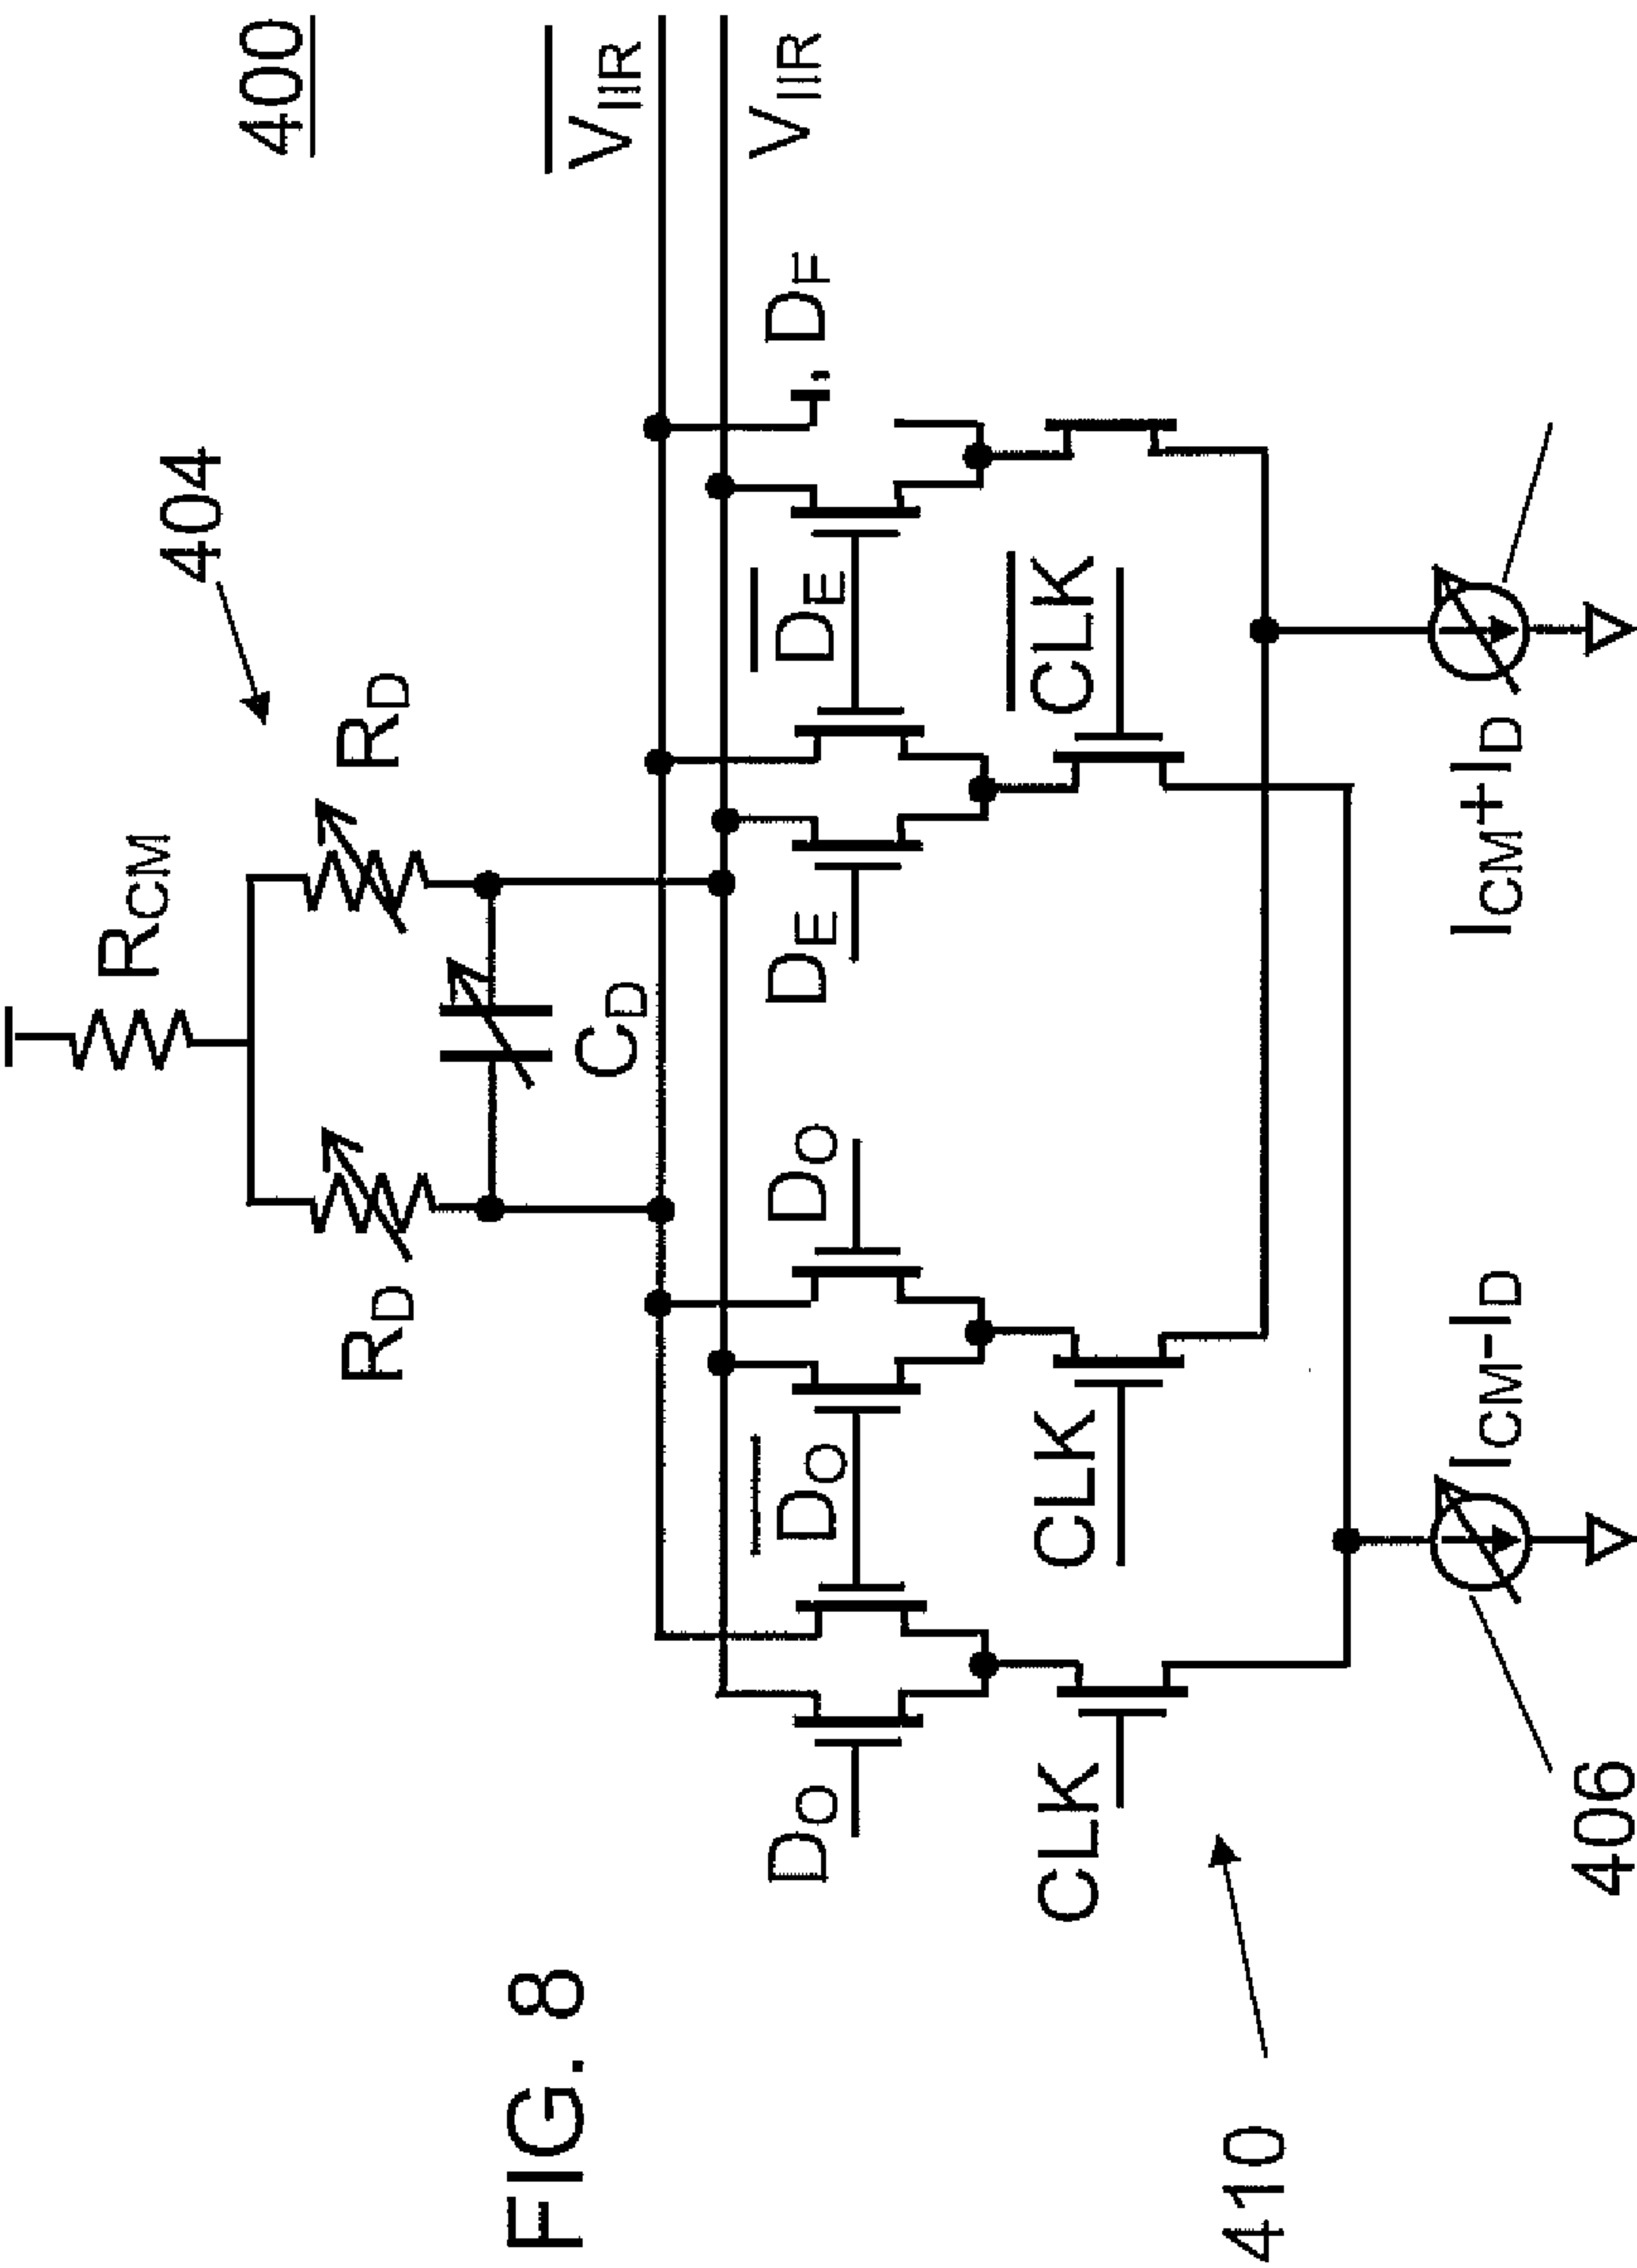 400
404
RCM
RD
RD
CD
V̅IIR
VIIR
DO
D̅O
DO
DE
D̅E
DF
CLK
CLK
C̅L̅K̅
ICM-ID
ICM+ID
406
410
FIG. 8